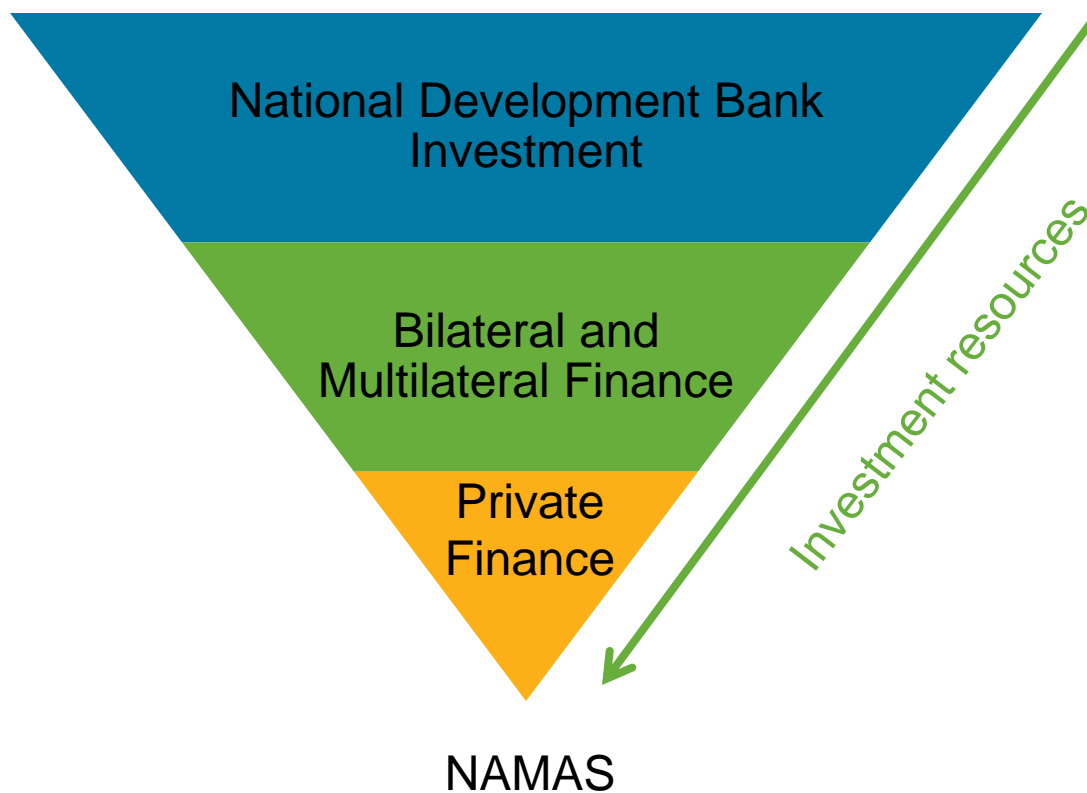 National Development Bank
Investment
Bilateral and
Multilateral Finance
Private
Finance
Investment resources
NAMAS